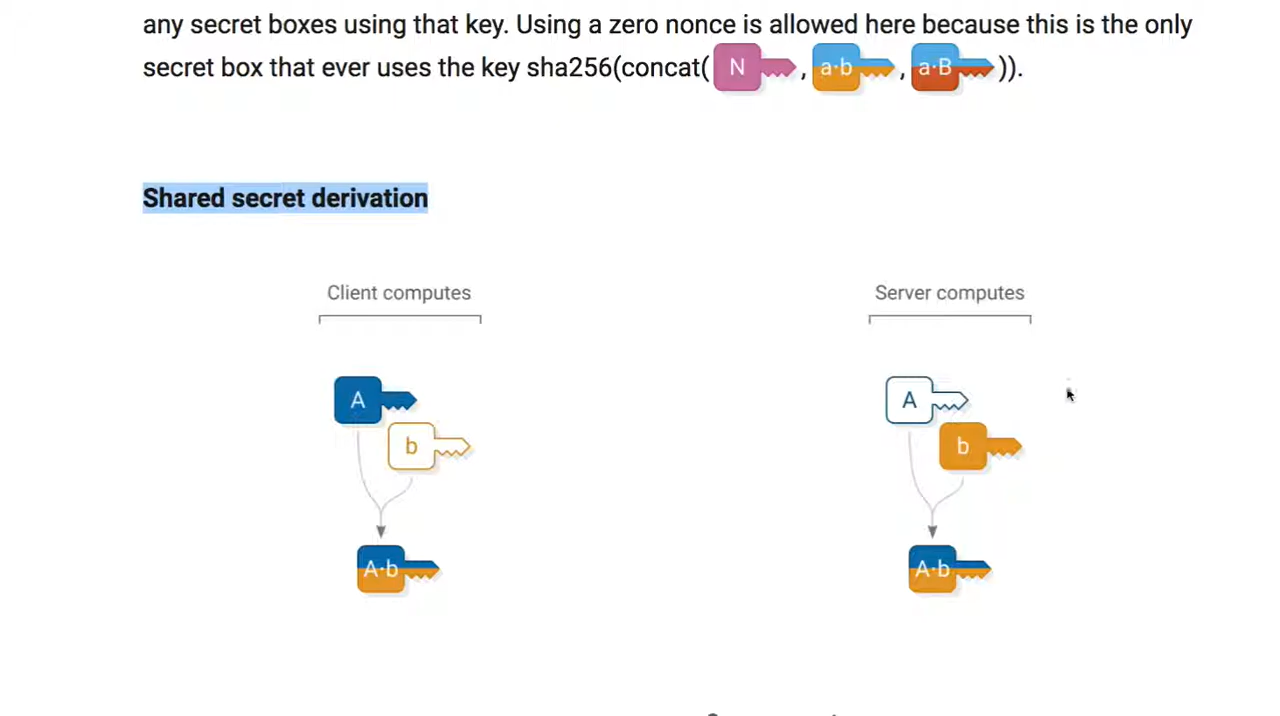 any secret boxes using that key. Using a zero nonce is allowed here because this is the only
secret box that ever uses the key sha256(concat( N , a·b , a·B )).
Shared secret derivation
Client computes
Server computes
A
A
b
b
A·b
A·b